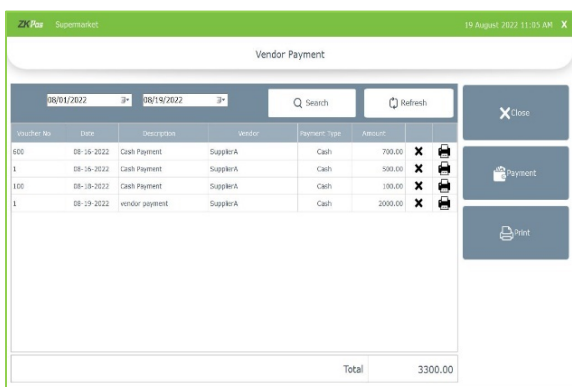 ZKPos Supermarket 19 August 2022 11:05 AM X
Vendor Payment
08/01/2022 08/19/2022 Search Refresh
Close
Voucher No Date Description Vendor Payment Type Amount
600 08-16-2022 Cash Payment SupplierA Cash 700.00
1 08-16-2022 Cash Payment SupplierA Cash 500.00
Payment
100 08-18-2022 Cash Payment SupplierA Cash 100.00
1 08-19-2022 vendor payment SupplierA Cash 2000.00
Print
Total 3300.00